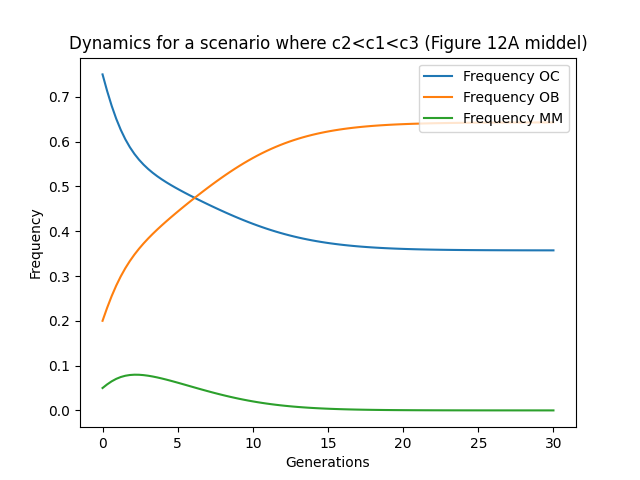 Dynamics for a scenario where c2<c1<c3 (Figure 12A middel)
Frequency OC
Frequency OB
Frequency MM
Frequency
0.7
0.6
0.5
0.4
0.3
0.2
0.1
0.0
0 5 10 15 20 25 30
Generations